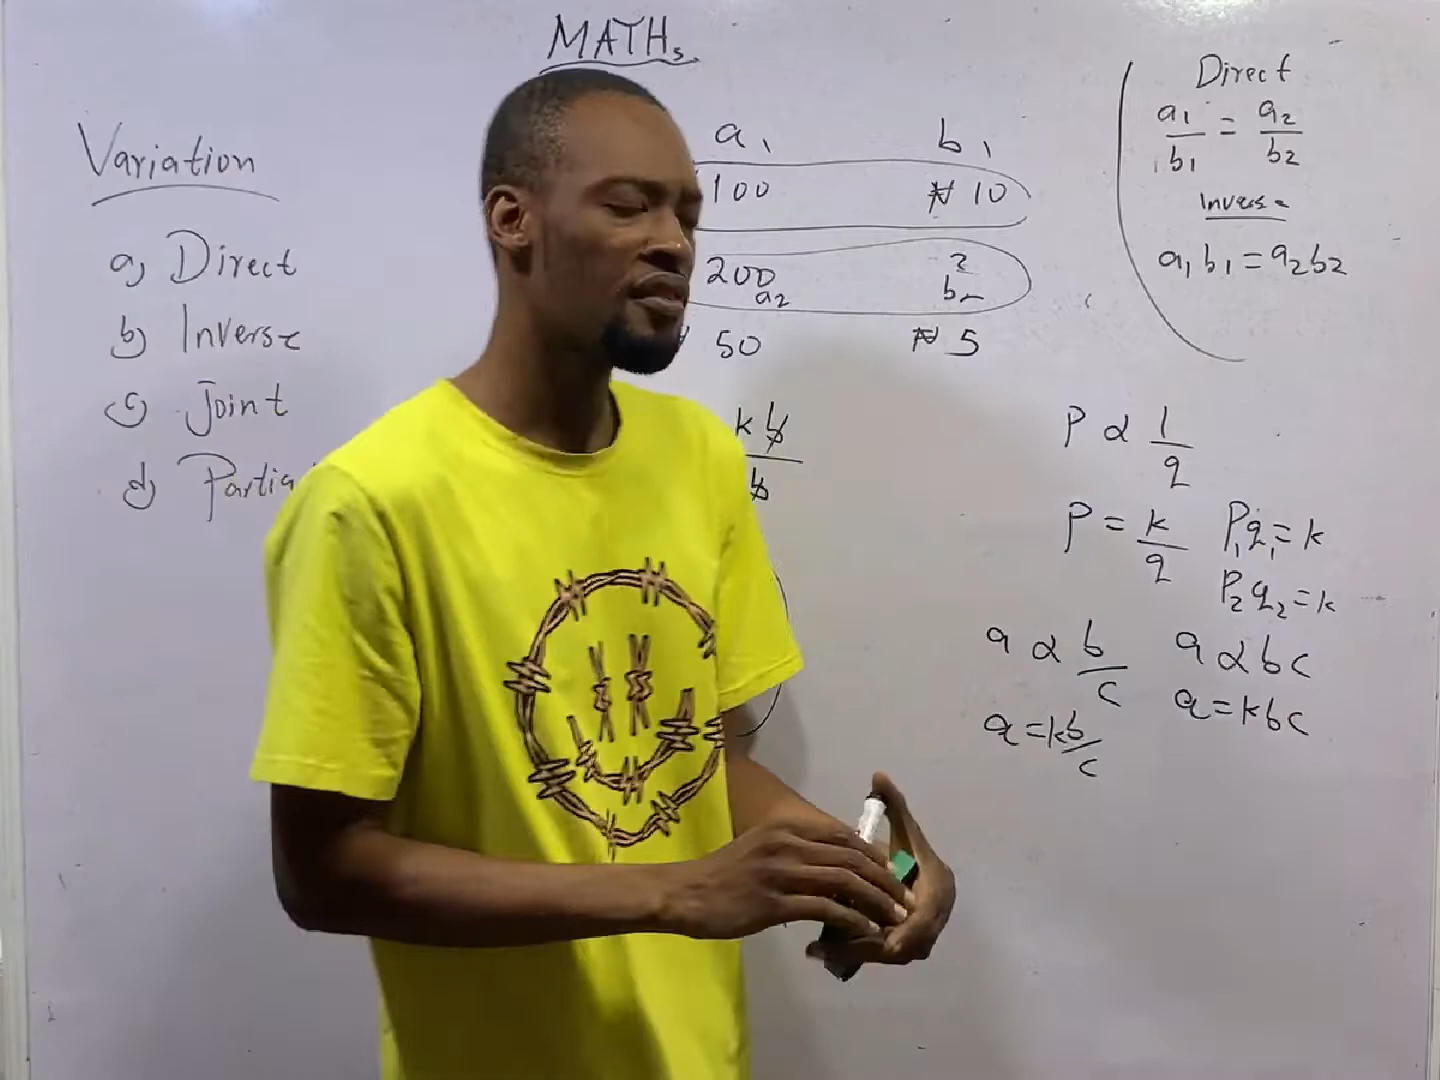 MATHs
Variation
a) Direct
b) Inverse
c) Joint
d) Partia
a₁ b₁
100 ₦ 10
200 ?
a₂ b₂
50 ₦ 5
k b
b
Direct
a₁/b₁ = a₂/b₂
Inverse
a₁b₁ = a₂b₂
P α 1/q
P = k/q P₁q₁ = k
P₂q₂ = k
a α b/c a α bc
a = kb/c a = kbc